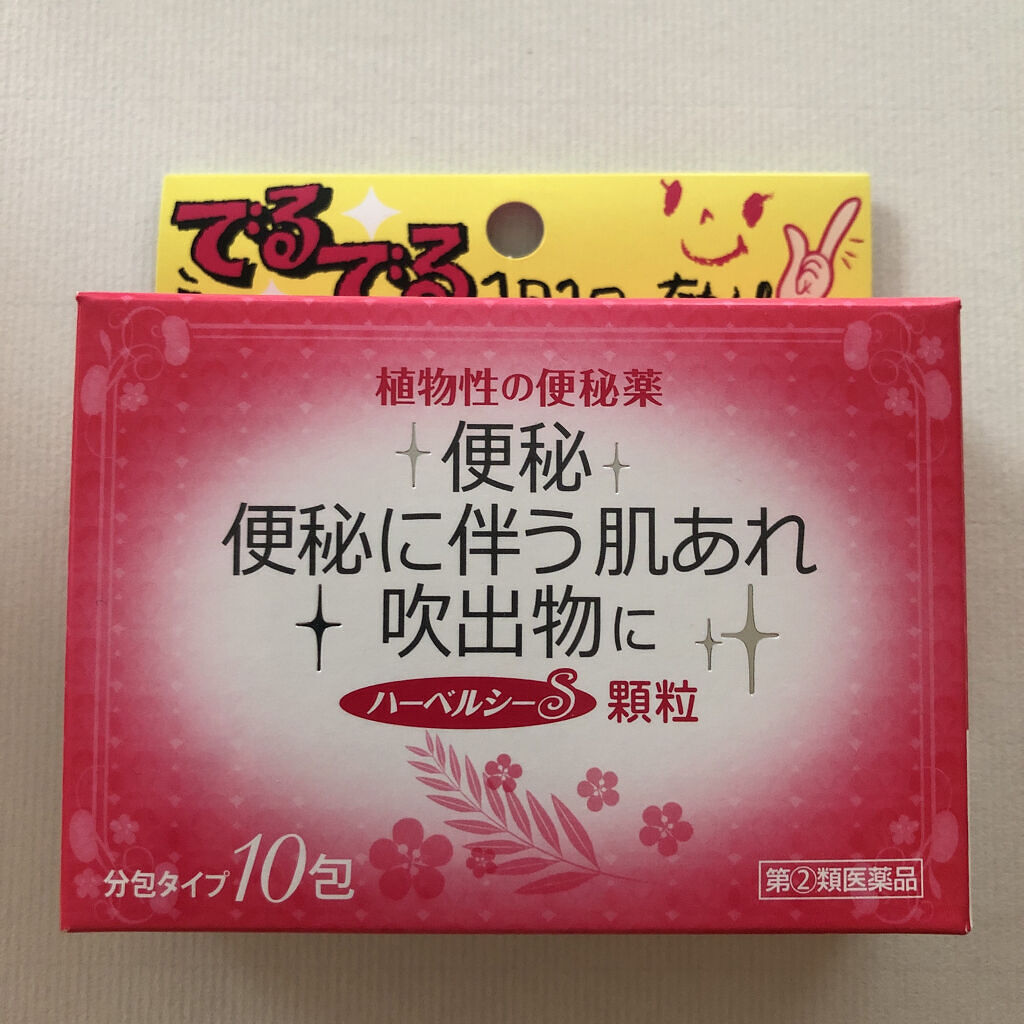 でるでる
植物性の便秘薬
便秘
便秘に伴う肌あれ
吹出物に
ハーベルシーS 顆粒
分包タイプ10包
第②類医薬品